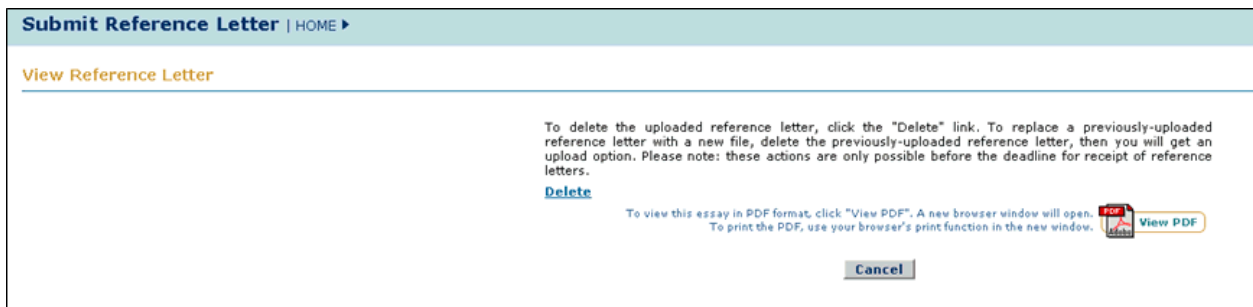 Submit Reference Letter | HOME ▸
View Reference Letter
To delete the uploaded reference letter, click the "Delete" link. To replace a previously-uploaded
reference letter with a new file, delete the previously-uploaded reference letter, then you will get an
upload option. Please note: these actions are only possible before the deadline for receipt of reference
letters.
Delete
To view this essay in PDF format, click "View PDF". A new browser window will open.
To print the PDF, use your browser's print function in the new window.
PDF
Adobe
View PDF
Cancel